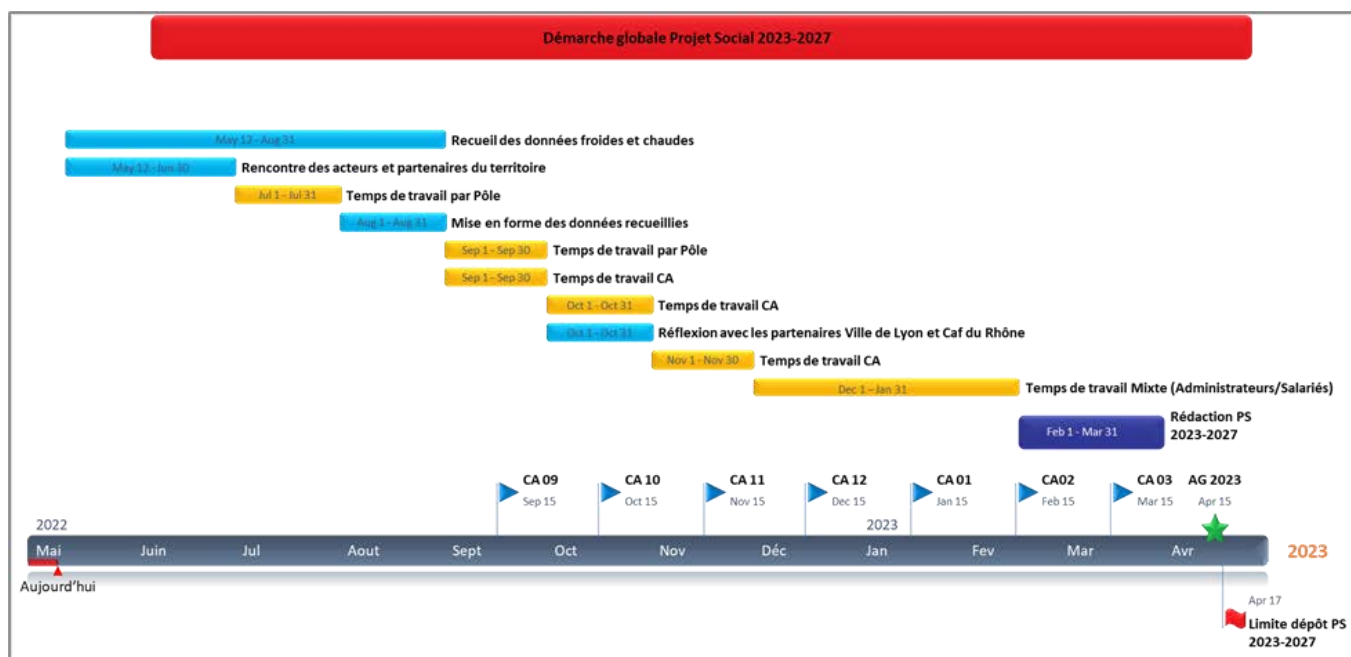 Démarche globale Projet Social 2023-2027
May 12 - Aug 31 Recueil des données froides et chaudes
May 12 - Jun 30 Rencontre des acteurs et partenaires du territoire
Jul 1 - Jul 31 Temps de travail par Pôle
Aug 1 - Aug 31 Mise en forme des données recueillies
Sep 1 - Sep 30 Temps de travail par Pôle
Sep 1 - Sep 30 Temps de travail CA
Oct 1 - Oct 31 Temps de travail CA
Oct 1 - Oct 31 Réflexion avec les partenaires Ville de Lyon et Caf du Rhône
Nov 1 - Nov 30 Temps de travail CA
Dec 1 - Jan 31 Temps de travail Mixte (Administrateurs/Salariés)
Feb 1 - Mar 31 Rédaction PS
2023-2027
CA 09 CA 10 CA 11 CA 12 CA 01 CA02 CA 03 AG 2023
Sep 15 Oct 15 Nov 15 Dec 15 Jan 15 Feb 15 Mar 15 Apr 15
2022 2023
Mai Juin Jul Aout Sept Oct Nov Déc Jan Fev Mar Avr 2023
Aujourd'hui
Apr 17
Limite dépôt PS
2023-2027